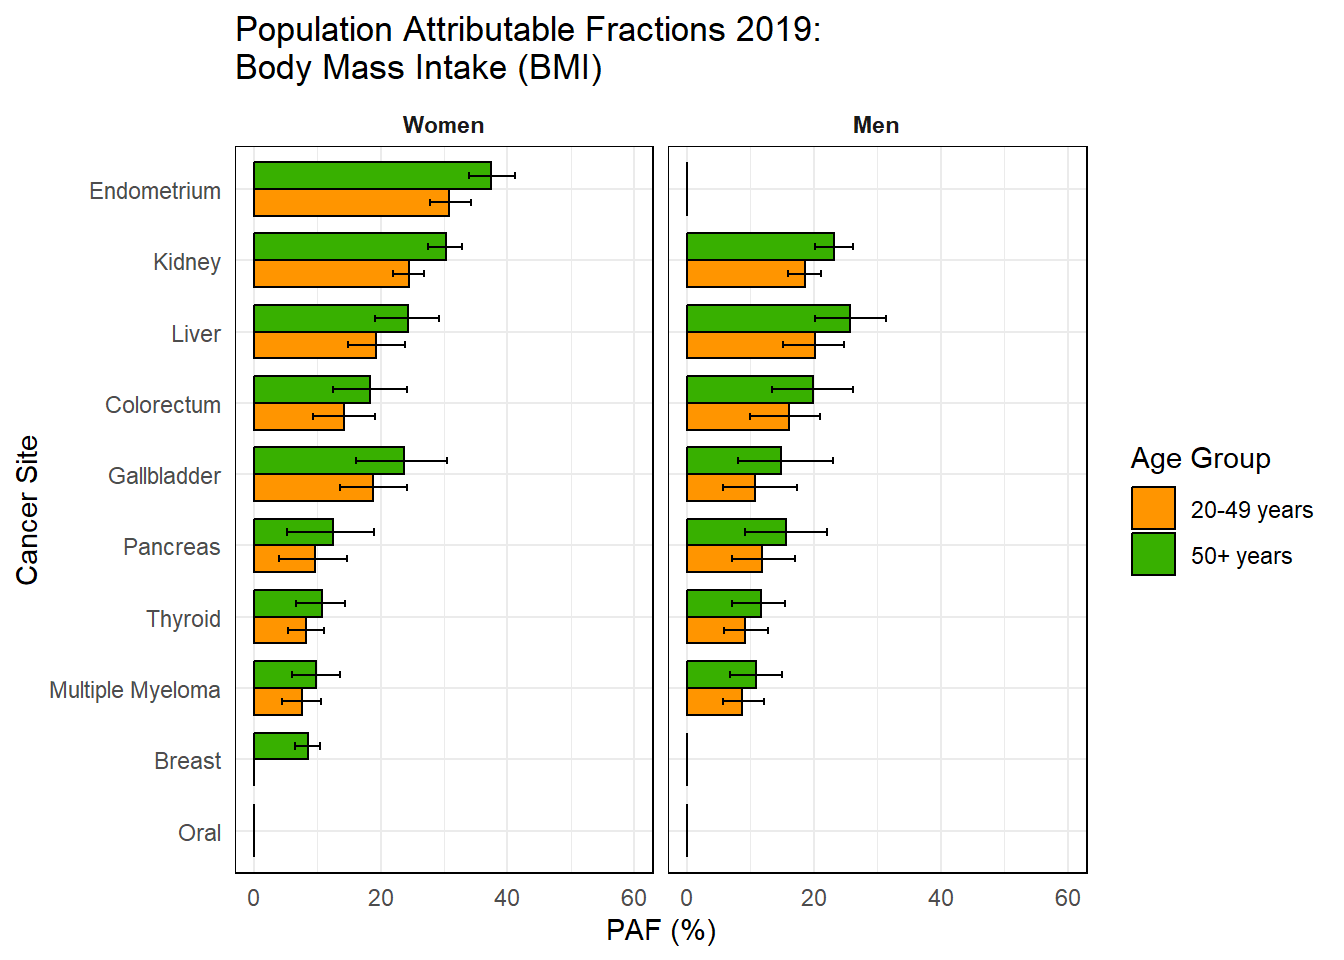 Population Attributable Fractions 2019:
Body Mass Intake (BMI)
Women
Men
Cancer Site
Endometrium
Kidney
Liver
Colorectum
Gallbladder
Pancreas
Thyroid
Multiple Myeloma
Breast
Oral
0 20 40 60
0 20 40 60
PAF (%)
Age Group
20-49 years
50+ years